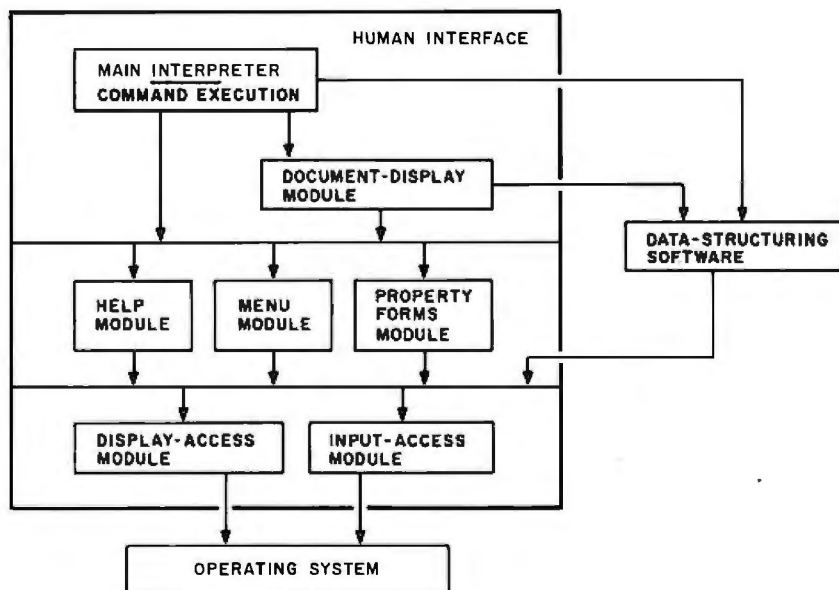 HUMAN INTERFACE
MAIN INTERPRETER
COMMAND EXECUTION
DOCUMENT-DISPLAY
MODULE
DATA-STRUCTURING
SOFTWARE
HELP
MODULE
MENU
MODULE
PROPERTY
FORMS
MODULE
DISPLAY-ACCESS
MODULE
INPUT-ACCESS
MODULE
OPERATING SYSTEM